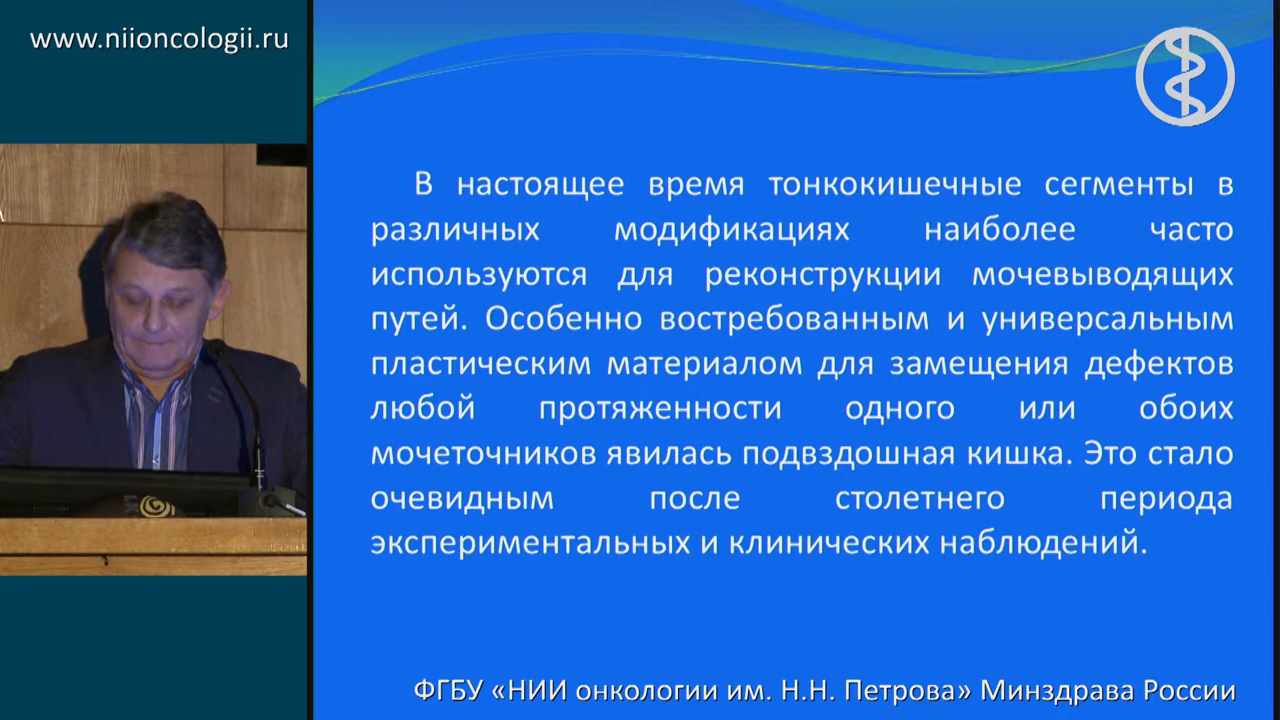 www.niioncologii.ru
В настоящее время тонкокишечные сегменты в
различных модификациях наиболее часто
используются для реконструкции мочевыводящих
путей. Особенно востребованным и универсальным
пластическим материалом для замещения дефектов
любой протяженности одного или обоих
мочеточников явилась подвздошная кишка. Это стало
очевидным после столетнего периода
экспериментальных и клинических наблюдений.
ФГБУ «НИИ онкологии им. Н.Н. Петрова» Минздрава России